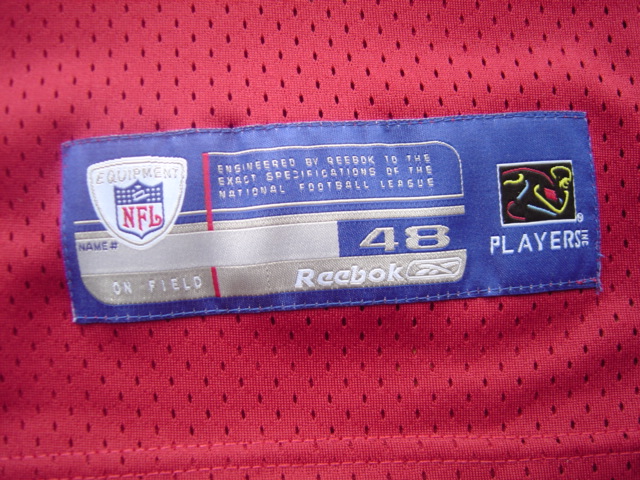 EQUIPMENT
NFL
ENGINEERED BY REEBOK TO THE
EXACT SPECIFICATIONS OF THE
NATIONAL FOOTBALL LEAGUE
NAME #
48
ON FIELD
Reebok
PLAYERS INC
®